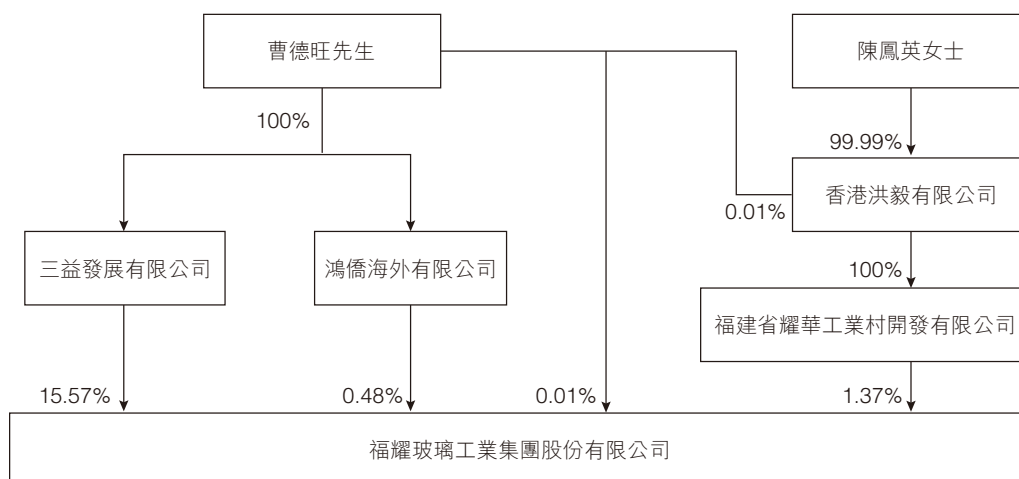 曹德旺先生
陳鳳英女士
100%
99.99%
香港洪毅有限公司
0.01%
三益發展有限公司
鴻僑海外有限公司
100%
福建省耀華工業村開發有限公司
15.57%
0.48%
0.01%
1.37%
福耀玻璃工業集團股份有限公司